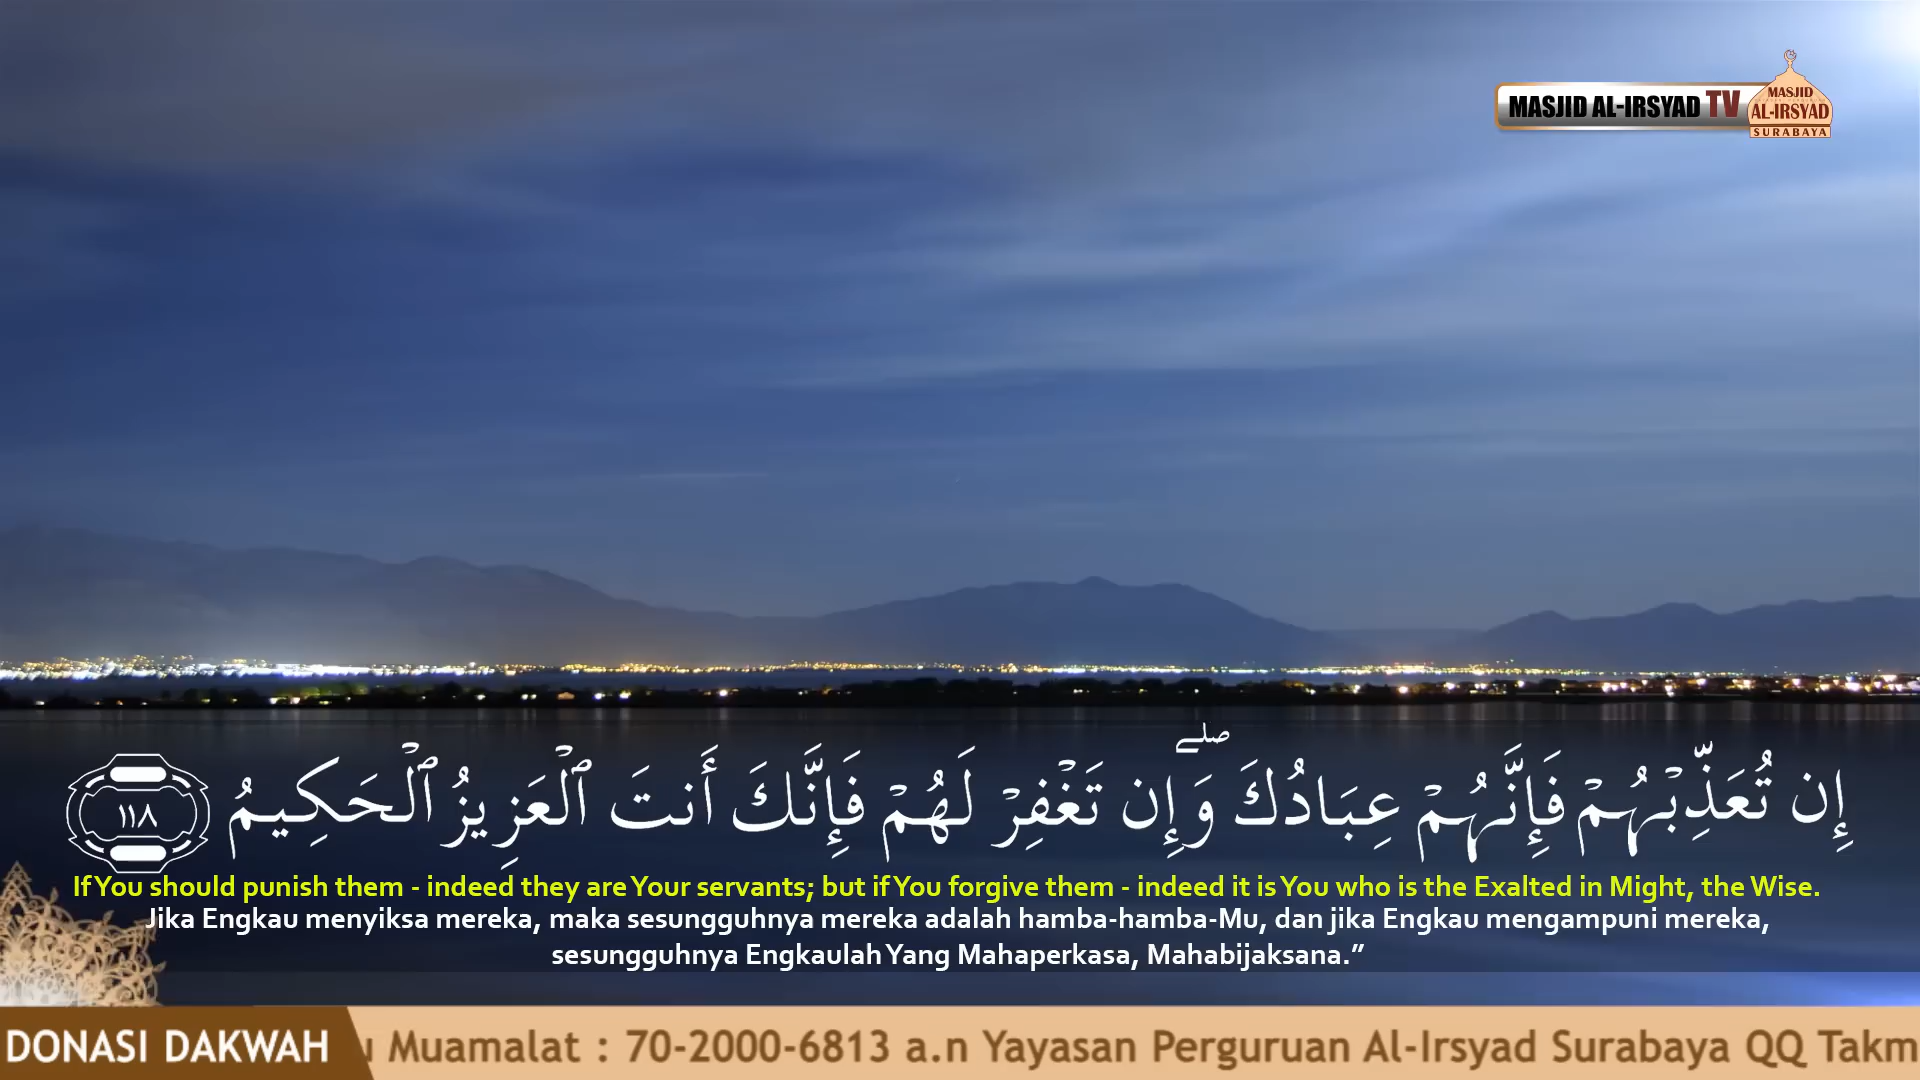 MASJID AL-IRSYAD TV
MASJID
AL-IRSYAD
SURABAYA
إِن تُعَذِّبْهُمْ فَإِنَّهُمْ عِبَادُكَ ۖ وَإِن تَغْفِرْ لَهُمْ فَإِنَّكَ أَنتَ ٱلْعَزِيزُ ٱلْحَكِيمُ ١١٨
If You should punish them - indeed they are Your servants; but if You forgive them - indeed it is You who is the Exalted in Might, the Wise.
Jika Engkau menyiksa mereka, maka sesungguhnya mereka adalah hamba-hamba-Mu, dan jika Engkau mengampuni mereka,
sesungguhnya Engkaulah Yang Mahaperkasa, Mahabijaksana.”
DONASI DAKWAH
Muamalat : 70-2000-6813 a.n Yayasan Perguruan Al-Irsyad Surabaya QQ Takm